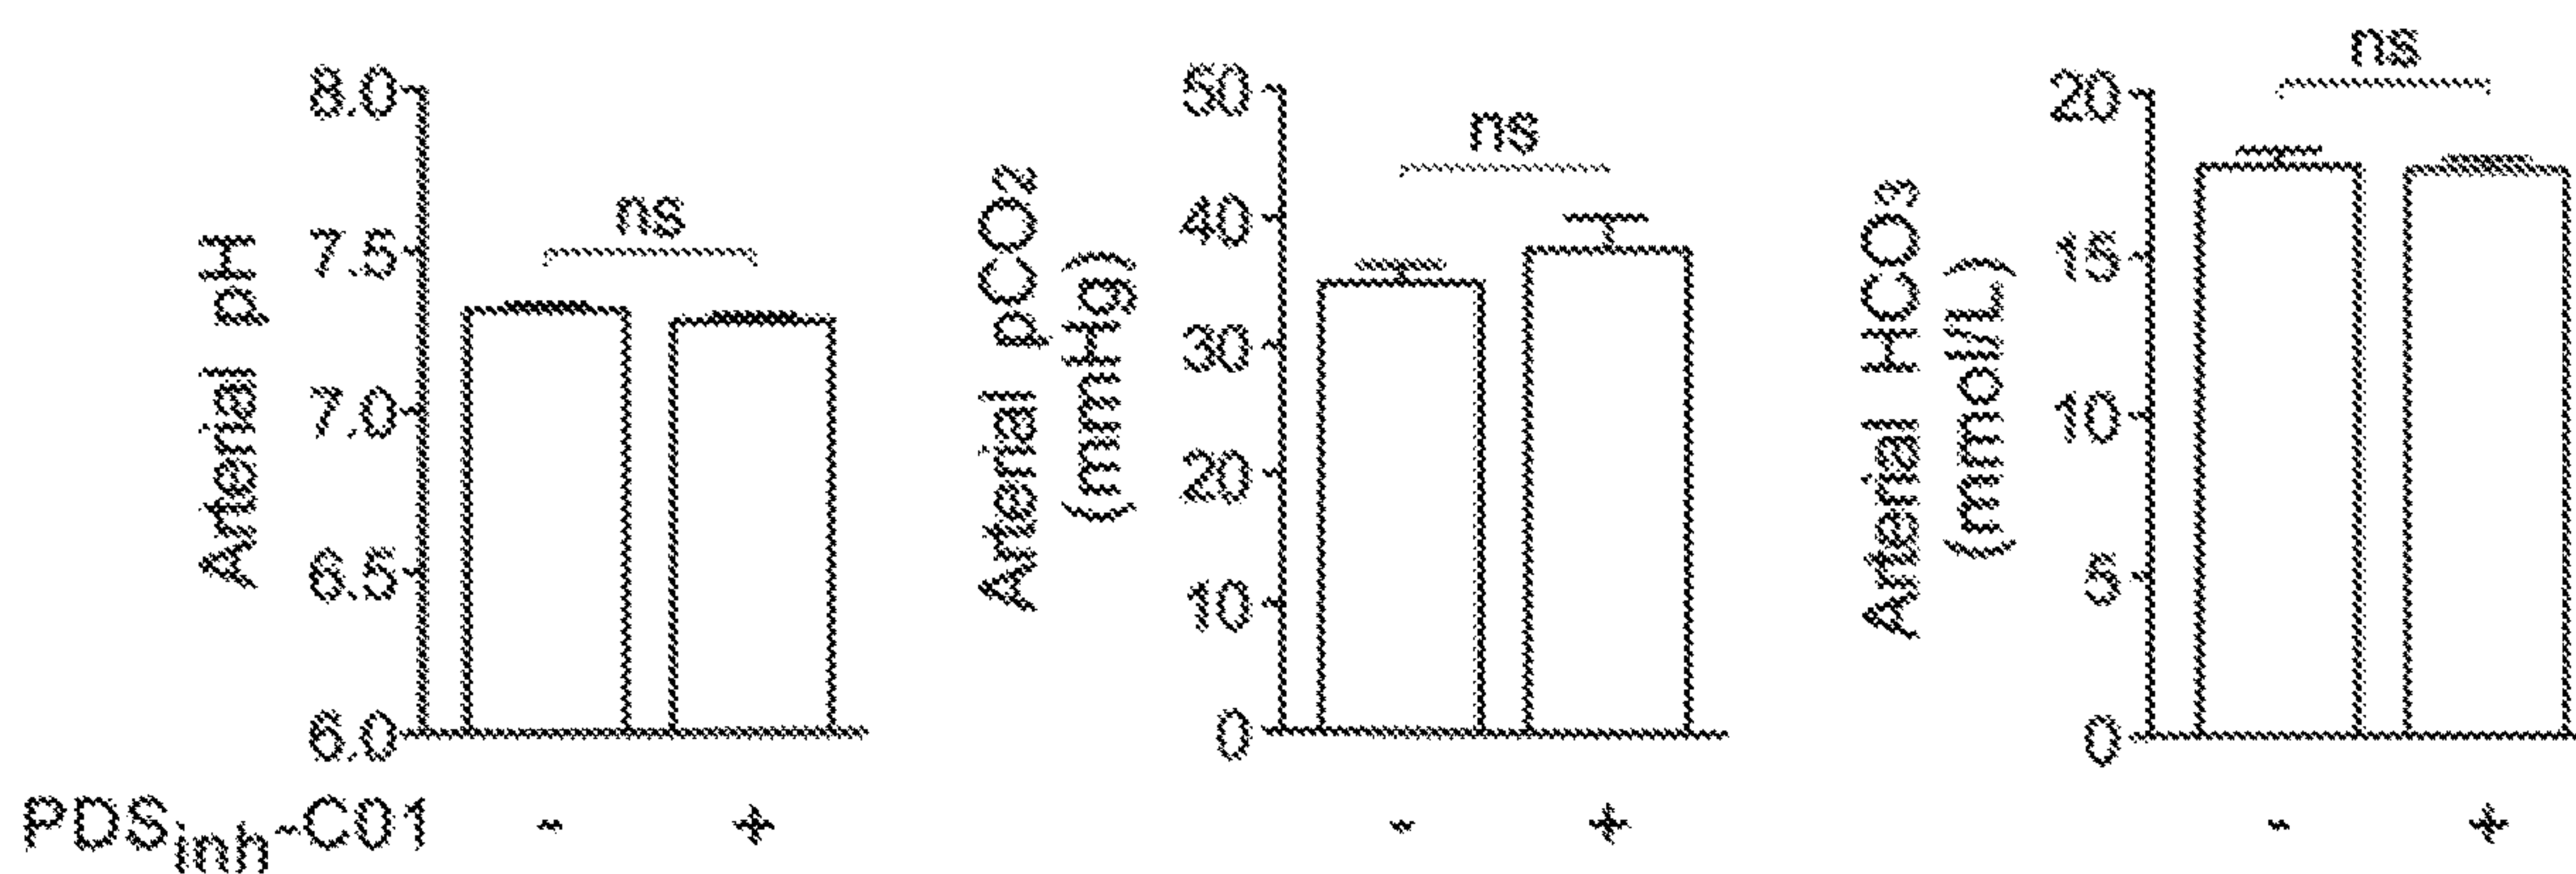 Arterial pH
8.0
7.5
7.0
6.5
6.0
ns
Arterial pCO2
(mmHg)
50
40
30
20
10
0
ns
Arterial HCO3
(mmol/L)
20
15
10
5
0
ns
PDSinh-C01 - + - + - +